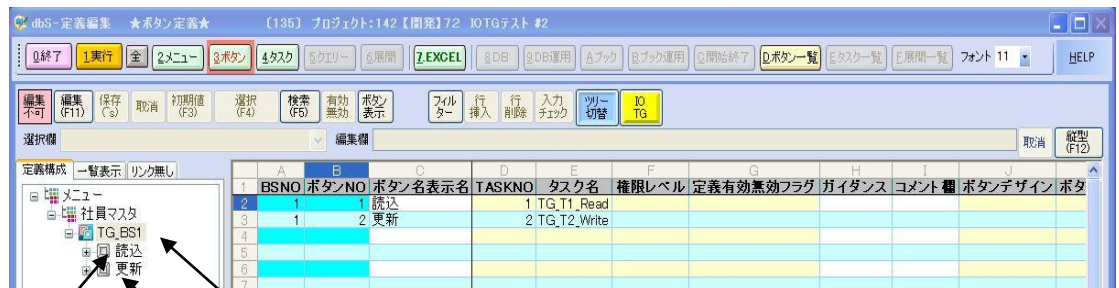 dbS-定義編集 ★ボタン定義★ (135) プロジェクト:142【開発】72 IOTGテスト #2
0終了 1実行 全 2メニュー 3ボタン 4タスク 5クエリー 6展開 7.EXCEL 8DB 9DB運用 Aブック Bブック運用 C開始終了 Dボタン一覧 Eタスク一覧 F展開一覧 フォント 11 HELP
編集不可 編集(F11) 保存(^s) 取消 初期値(F3) 選択(F4) 検索(F5) 有効無効 ボタン表示 フィルター 行挿入 行削除 入力チェック ツリー切替 IOTG
選択欄 編集欄 取消 縦型(F12)
定義構成 一覧表示 リンク無し
A B C D E F G H I J
1 BSNO ボタンNO ボタン名表示名 TASKNO タスク名 権限レベル 定義有効無効フラグ ガイダンス コメント欄 ボタンデザイン ボタ
2 1 1 読込 1 TG_T1_Read
3 1 2 更新 2 TG_T2_Write
4
5
6
7
メニュー
社員マスタ
TG_BS1
読込
更新